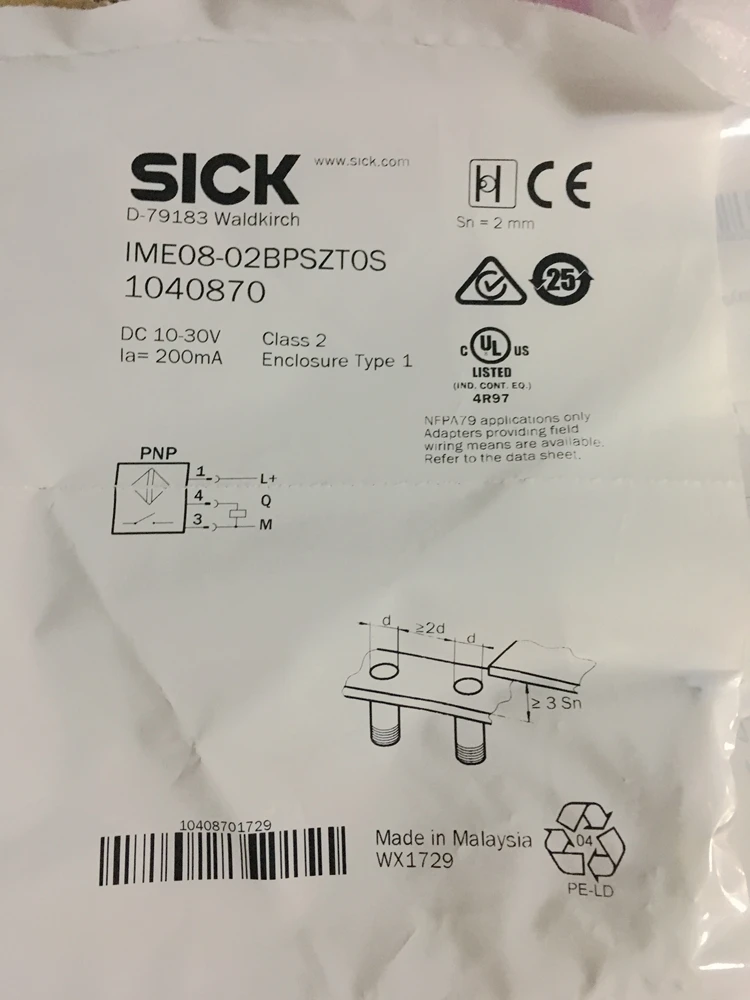 SICK
www.sick.com
D-79183 Waldkirch
IME08-02BPSZT0S
1040870
CE
Sn = 2 mm
25
DC 10-30V
Class 2
Ia= 200mA
Enclosure Type 1
C UL US
LISTED
(IND. CONT. EQ.)
4R97
NFPA79 applications only
Adapters providing field
wiring means are available.
Refer to the data sheet.
PNP
1
L+
4
Q
3
M
d
≥2d
d
≥ 3 Sn
10408701729
Made in Malaysia
WX1729
04
PE-LD